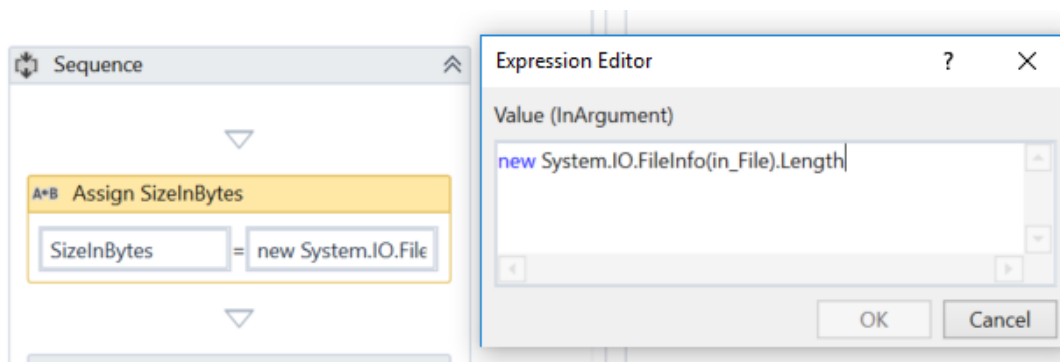 Sequence
A*B Assign SizeInBytes
SizeInBytes = new System.IO.File
Expression Editor ? X
Value (InArgument)
new System.IO.FileInfo(in_File).Length
OK Cancel